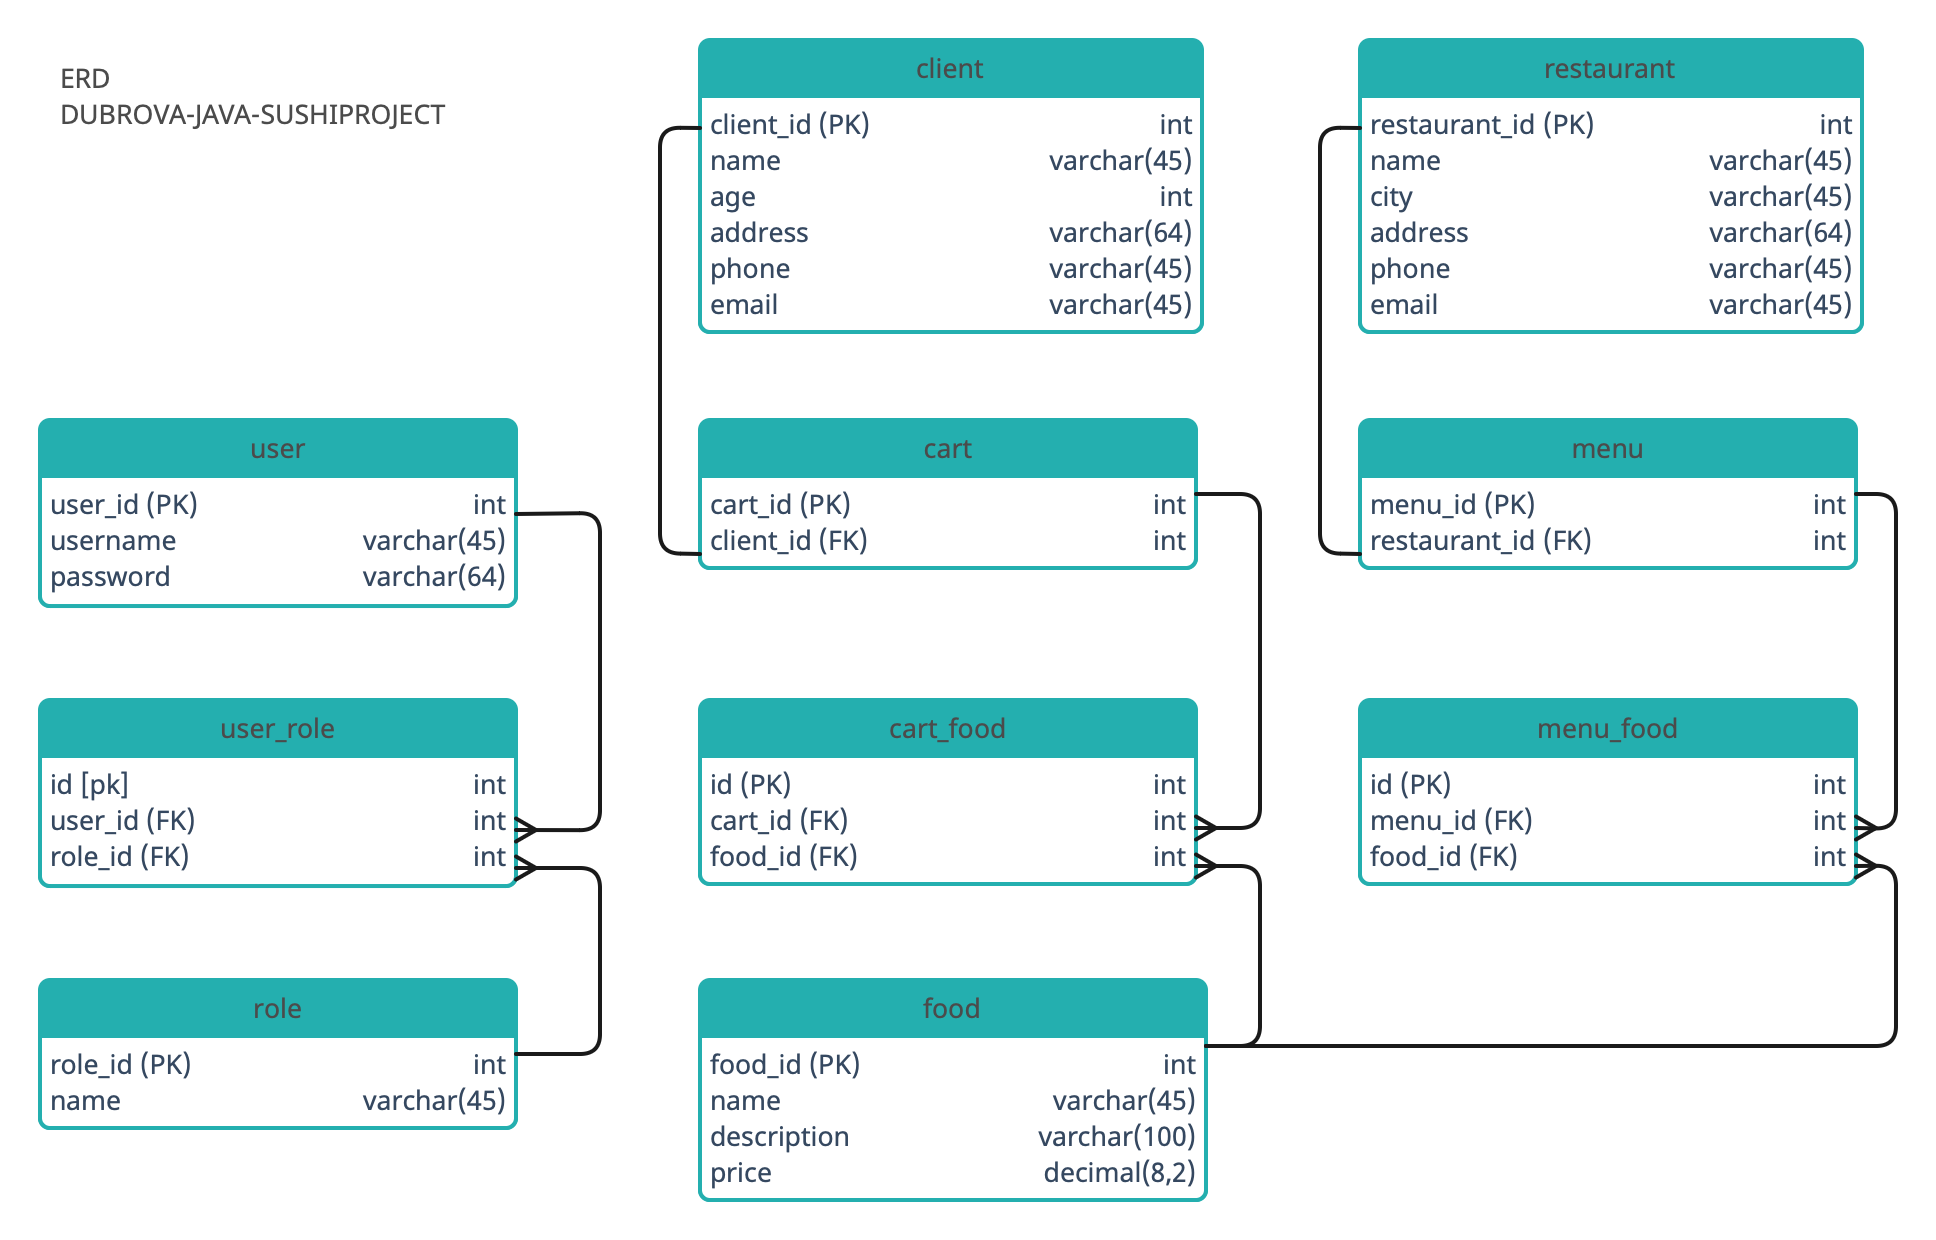 ERD
DUBROVA-JAVA-SUSHIPROJECT
client
client_id (PK) int
name varchar(45)
age int
address varchar(64)
phone varchar(45)
email varchar(45)
restaurant
restaurant_id (PK) int
name varchar(45)
city varchar(45)
address varchar(64)
phone varchar(45)
email varchar(45)
user
user_id (PK) int
username varchar(45)
password varchar(64)
cart
cart_id (PK) int
client_id (FK) int
menu
menu_id (PK) int
restaurant_id (FK) int
user_role
id [pk] int
user_id (FK) int
role_id (FK) int
cart_food
id (PK) int
cart_id (FK) int
food_id (FK) int
menu_food
id (PK) int
menu_id (FK) int
food_id (FK) int
role
role_id (PK) int
name varchar(45)
food
food_id (PK) int
name varchar(45)
description varchar(100)
price decimal(8,2)